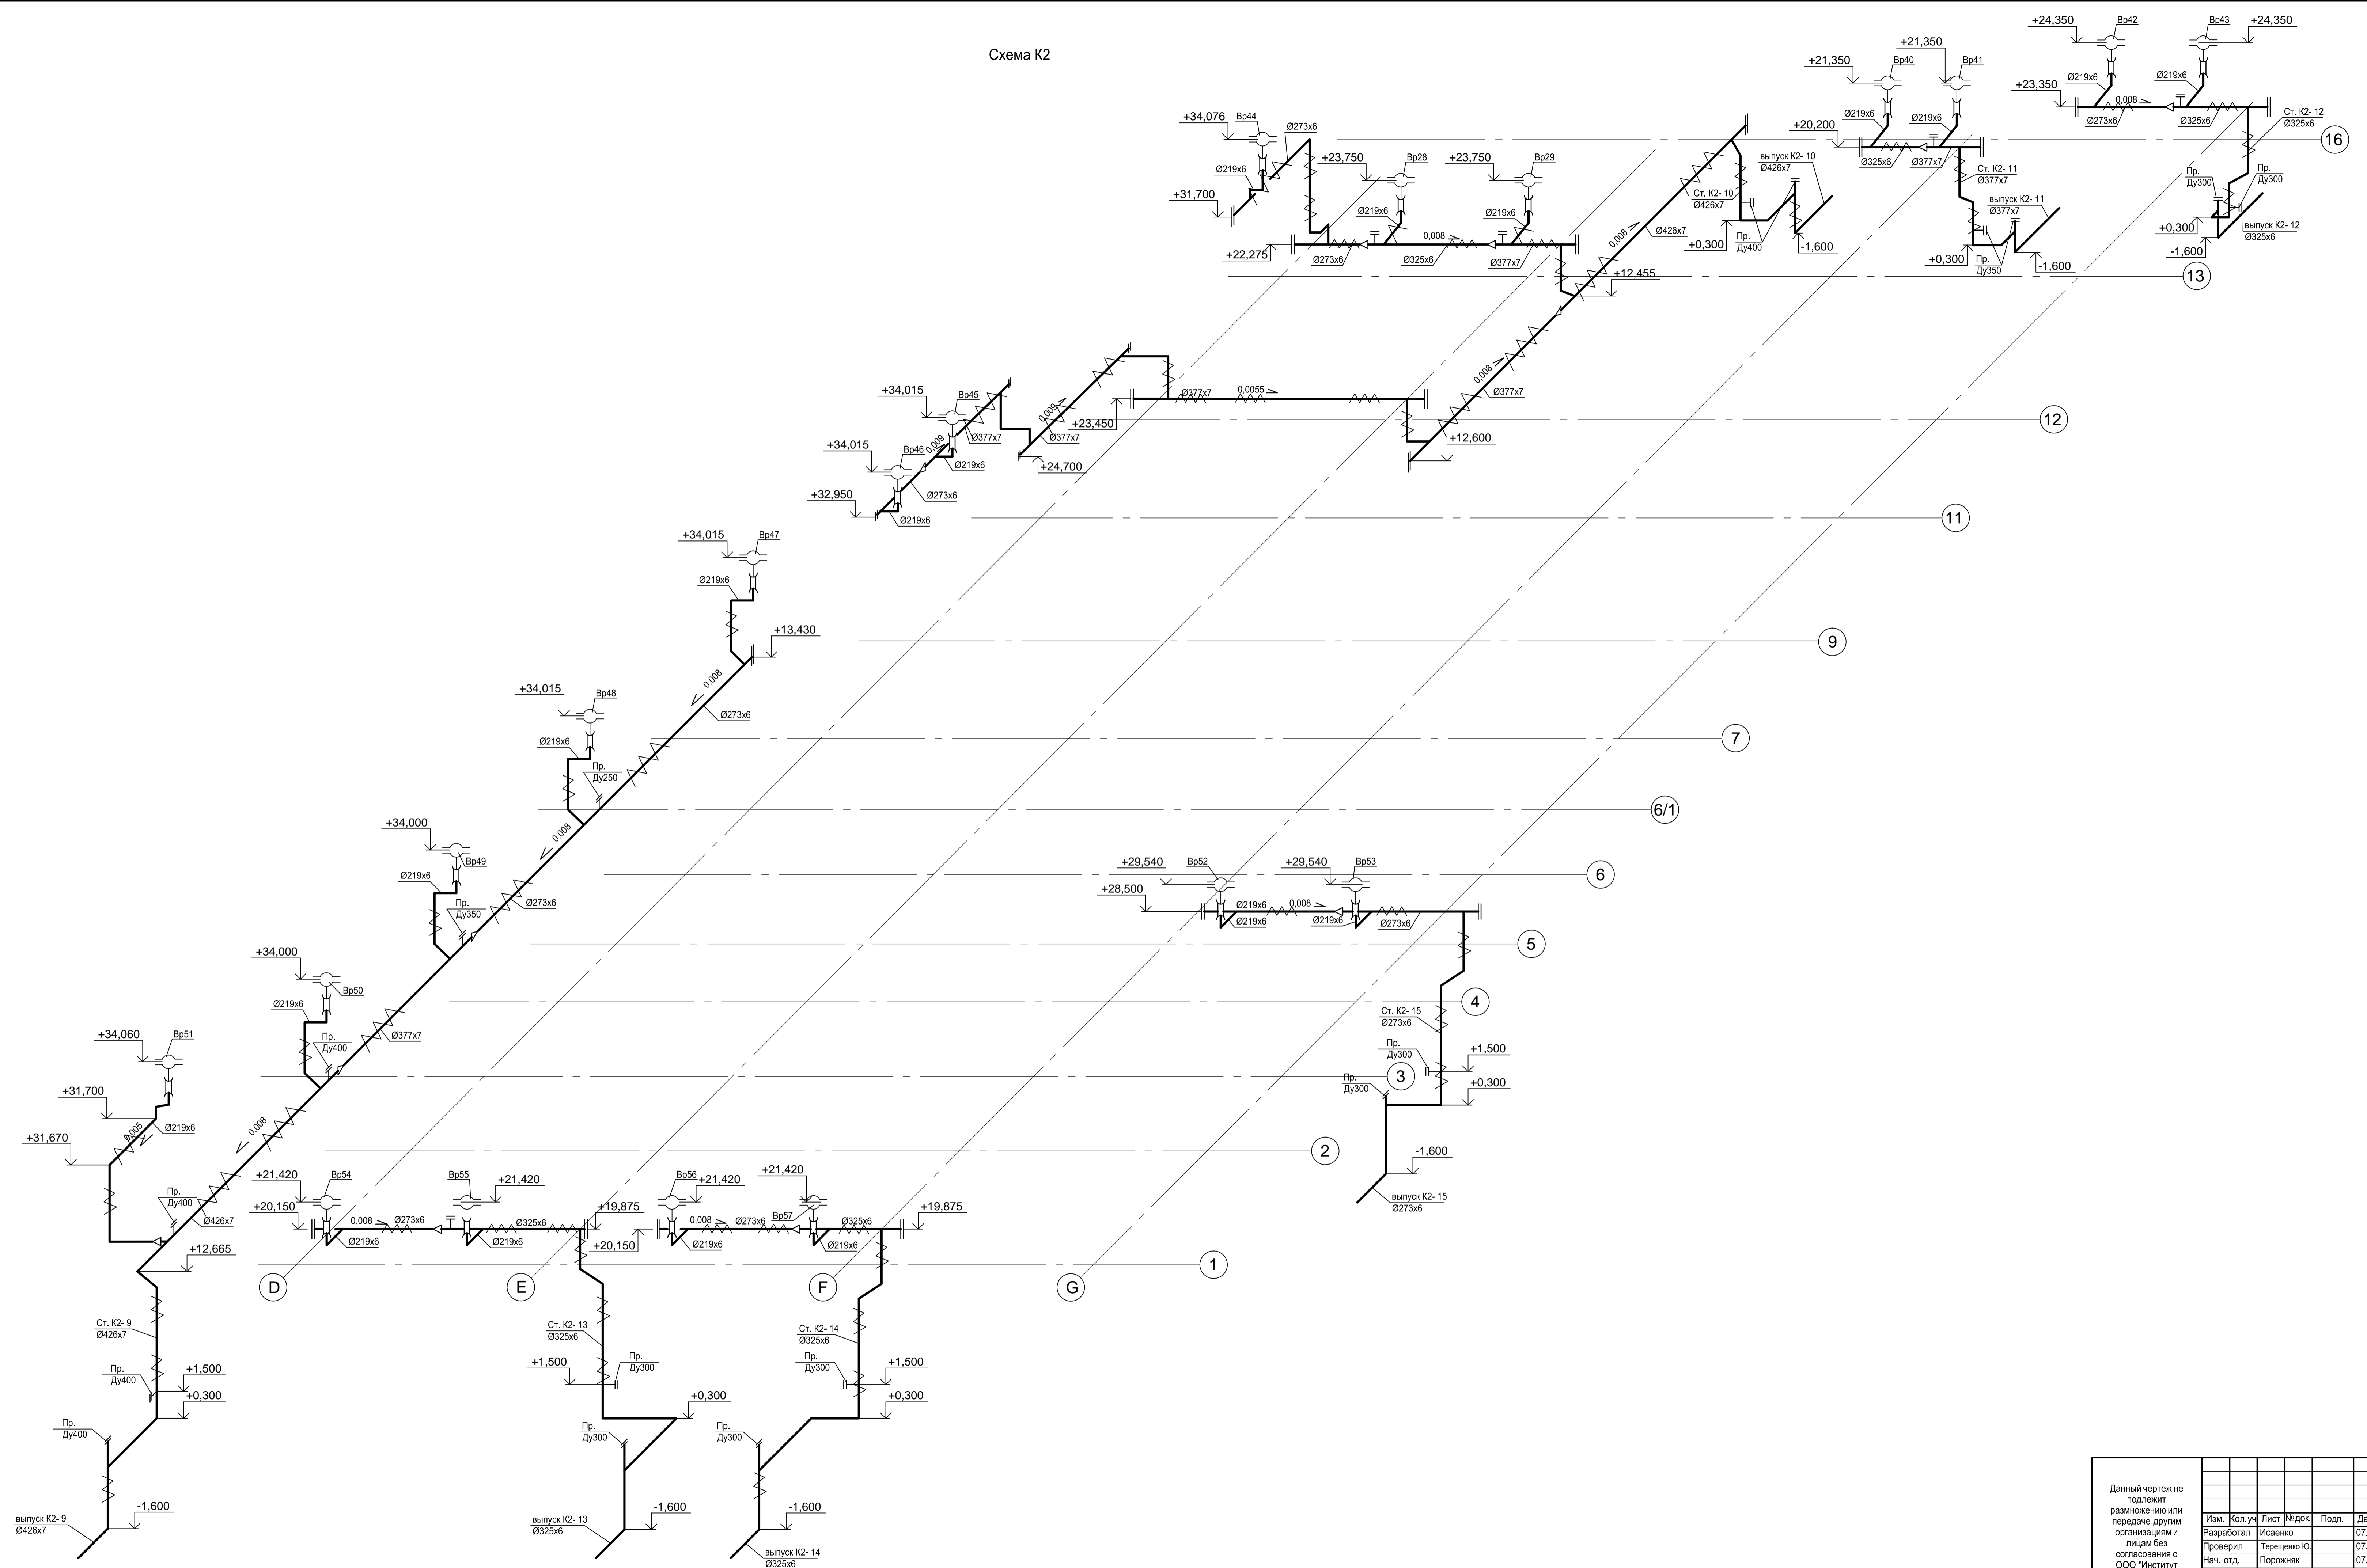 Схема К2
+24,350
Вр42
Вр43
+24,350
+21,350
+21,350
Вр40
Вр41
+23,350
Ø219х6
Ø219х6
0,008
Ø273х6
Ø325х6
Ст. К2- 12
Ø325х6
16
+34,076
Вр44
Ø273х6
Ø219х6
+31,700
+23,750
Вр28
+23,750
Вр29
Ø219х6
Ø219х6
+22,275
Ø273х6
0,008
Ø325х6
Ø377х7
+20,200
Ø219х6
Ø219х6
Ø325х6
Ø377х7
Ст. К2- 11
Ø377х7
выпуск К2- 10
Ø426х7
Ст. К2- 10
Ø426х7
0,008
Ø426х7
+0,300
Пр.
Ду400
-1,600
выпуск К2- 11
Ø377х7
+0,300
Пр.
Ду350
-1,600
Пр.
Ду300
Пр.
Ду300
+0,300
-1,600
выпуск К2- 12
Ø325х6
+12,455
13
+34,015
Вр45
+34,015
Вр46
0,009
Ø377х7
Ø219х6
Ø273х6
Ø219х6
+32,950
0,009
Ø377х7
+24,700
+23,450
Ø377х7
0,0055
0,008
Ø377х7
+12,600
12
11
+34,015
Вр47
Ø219х6
+13,430
9
0,008
Ø273х6
+34,015
Вр48
Ø219х6
Пр.
Ду250
7
6/1
0,008
+34,000
Вр49
Ø219х6
Пр.
Ду350
Ø273х6
6
+29,540
Вр52
+29,540
Вр53
+28,500
Ø219х6
0,008
Ø219х6
Ø219х6
Ø273х6
5
+34,000
Вр50
Ø219х6
Пр.
Ду400
Ø377х7
4
Ст. К2- 15
Ø273х6
Пр.
Ду300
+1,500
Пр.
Ду300
3
+0,300
+34,060
Вр51
+31,700
0,005
Ø219х6
+31,670
0,008
2
-1,600
выпуск К2- 15
Ø273х6
Пр.
Ду400
Ø426х7
+12,665
+21,420
Вр54
Вр55
+21,420
+20,150
0,008
Ø273х6
Ø325х6
+19,875
Ø219х6
Ø219х6
Вр56
+21,420
+21,420
0,008
Ø273х6
Вр57
Ø325х6
+19,875
+20,150
Ø219х6
Ø219х6
1
D
E
F
G
Ст. К2- 9
Ø426х7
Пр.
Ду400
+1,500
+0,300
Пр.
Ду400
-1,600
выпуск К2- 9
Ø426х7
Ст. К2- 13
Ø325х6
+1,500
Пр.
Ду300
+0,300
Пр.
Ду300
-1,600
выпуск К2- 13
Ø325х6
Ст. К2- 14
Ø325х6
Пр.
Ду300
+1,500
+0,300
Пр.
Ду300
-1,600
выпуск К2- 14
Ø325х6
Данный чертеж не
подлежит
размножению или
передаче другим
организациям и
лицам без
согласования с
ООО "Институт
Изм. Кол.уч Лист №док. Подп. Да
Разработал Исаенко 07.
Проверил Терещенко Ю. 07.
Нач. отд. Порожняк 07.